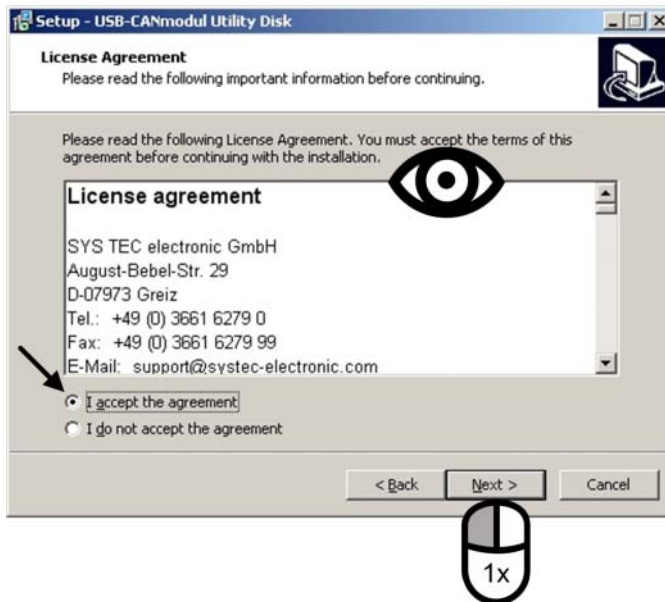 Setup - USB-CANmodul Utility Disk
License Agreement
Please read the following important information before continuing.
Please read the following License Agreement. You must accept the terms of this
agreement before continuing with the installation.
License agreement
SYS TEC electronic GmbH
August-Bebel-Str. 29
D-07973 Greiz
Tel.: +49 (0) 3661 6279 0
Fax: +49 (0) 3661 6279 99
E-Mail: support@systec-electronic.com
I accept the agreement
I do not accept the agreement
< Back Next > Cancel
1x